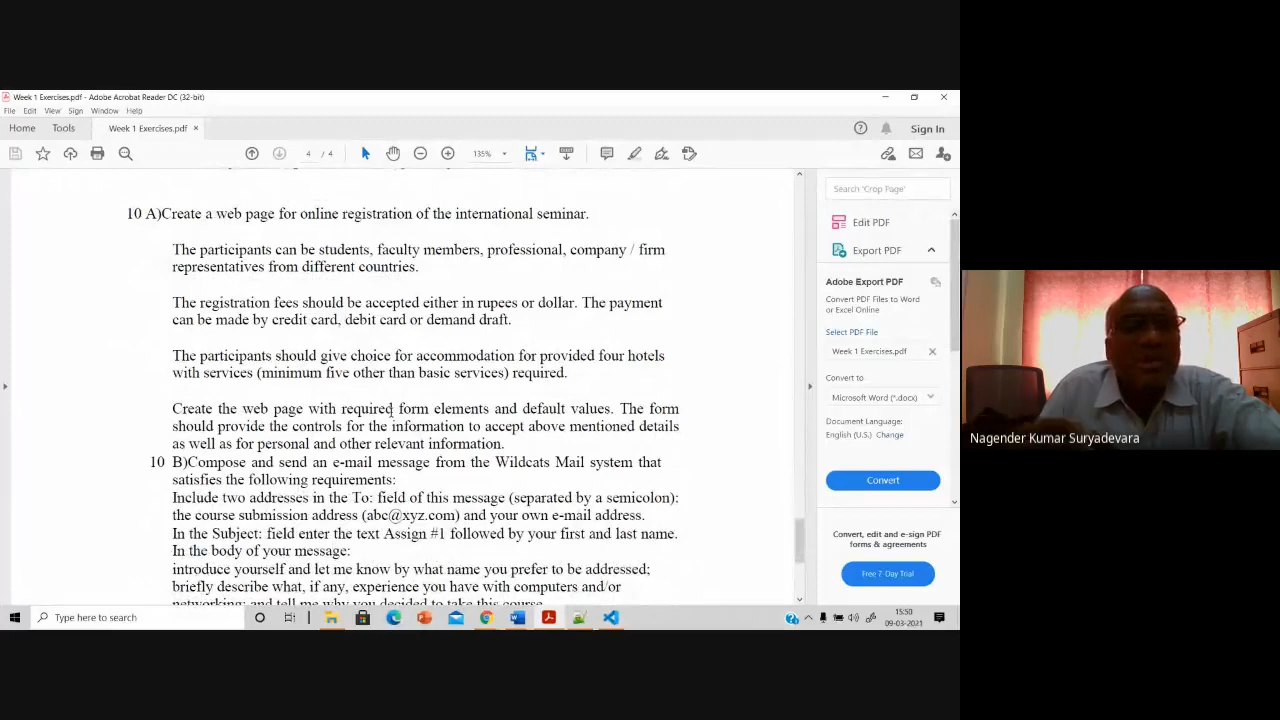 Week 1 Exercises.pdf - Adobe Acrobat Reader DC (32-bit)
File Edit View Sign Window Help
Home Tools Week 1 Exercises.pdf × Sign In
4 / 4 135%
10 A)Create a web page for online registration of the international seminar.
The participants can be students, faculty members, professional, company / firm
representatives from different countries.
The registration fees should be accepted either in rupees or dollar. The payment
can be made by credit card, debit card or demand draft.
The participants should give choice for accommodation for provided four hotels
with services (minimum five other than basic services) required.
Create the web page with required form elements and default values. The form
should provide the controls for the information to accept above mentioned details
as well as for personal and other relevant information.
10 B)Compose and send an e-mail message from the Wildcats Mail system that
satisfies the following requirements:
Include two addresses in the To: field of this message (separated by a semicolon):
the course submission address (abc@xyz.com) and your own e-mail address.
In the Subject: field enter the text Assign #1 followed by your first and last name.
In the body of your message:
introduce yourself and let me know by what name you prefer to be addressed;
briefly describe what, if any, experience you have with computers and/or
networking; and tell me why you decided to take this course
Search 'Crop Page'
Edit PDF
Export PDF
Adobe Export PDF
Convert PDF Files to Word
or Excel Online
Select PDF File
Week 1 Exercises.pdf
Convert to
Microsoft Word (*.docx)
Document Language:
English (U.S.) Change
Convert
Convert, edit and e-sign PDF
forms & agreements
Free 7-Day Trial
Type here to search
15:50
09-03-2021
Nagender Kumar Suryadevara